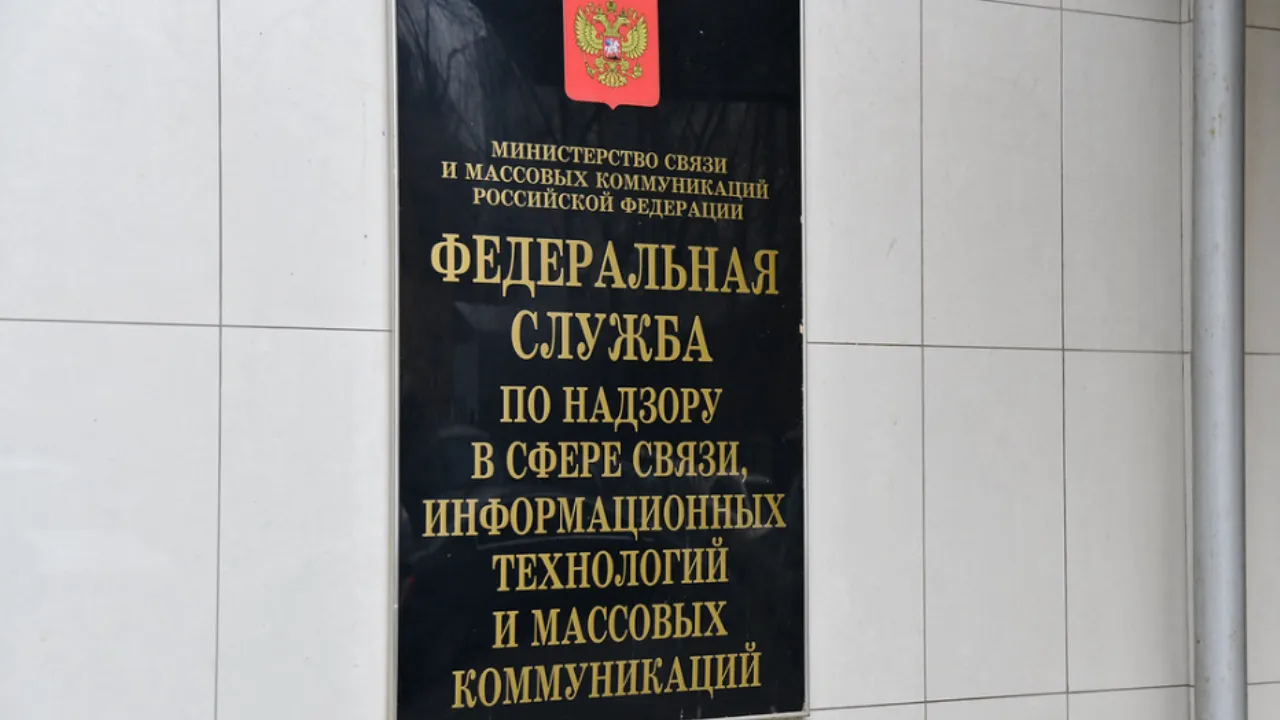 МИНИСТЕРСТВО СВЯЗИ
И МАССОВЫХ КОММУНИКАЦИЙ
РОССИЙСКОЙ ФЕДЕРАЦИИ
ФЕДЕРАЛЬНАЯ
СЛУЖБА
ПО НАДЗОРУ
В СФЕРЕ СВЯЗИ,
ИНФОРМАЦИОННЫХ
ТЕХНОЛОГИЙ
И МАССОВЫХ
КОММУНИКАЦИЙ